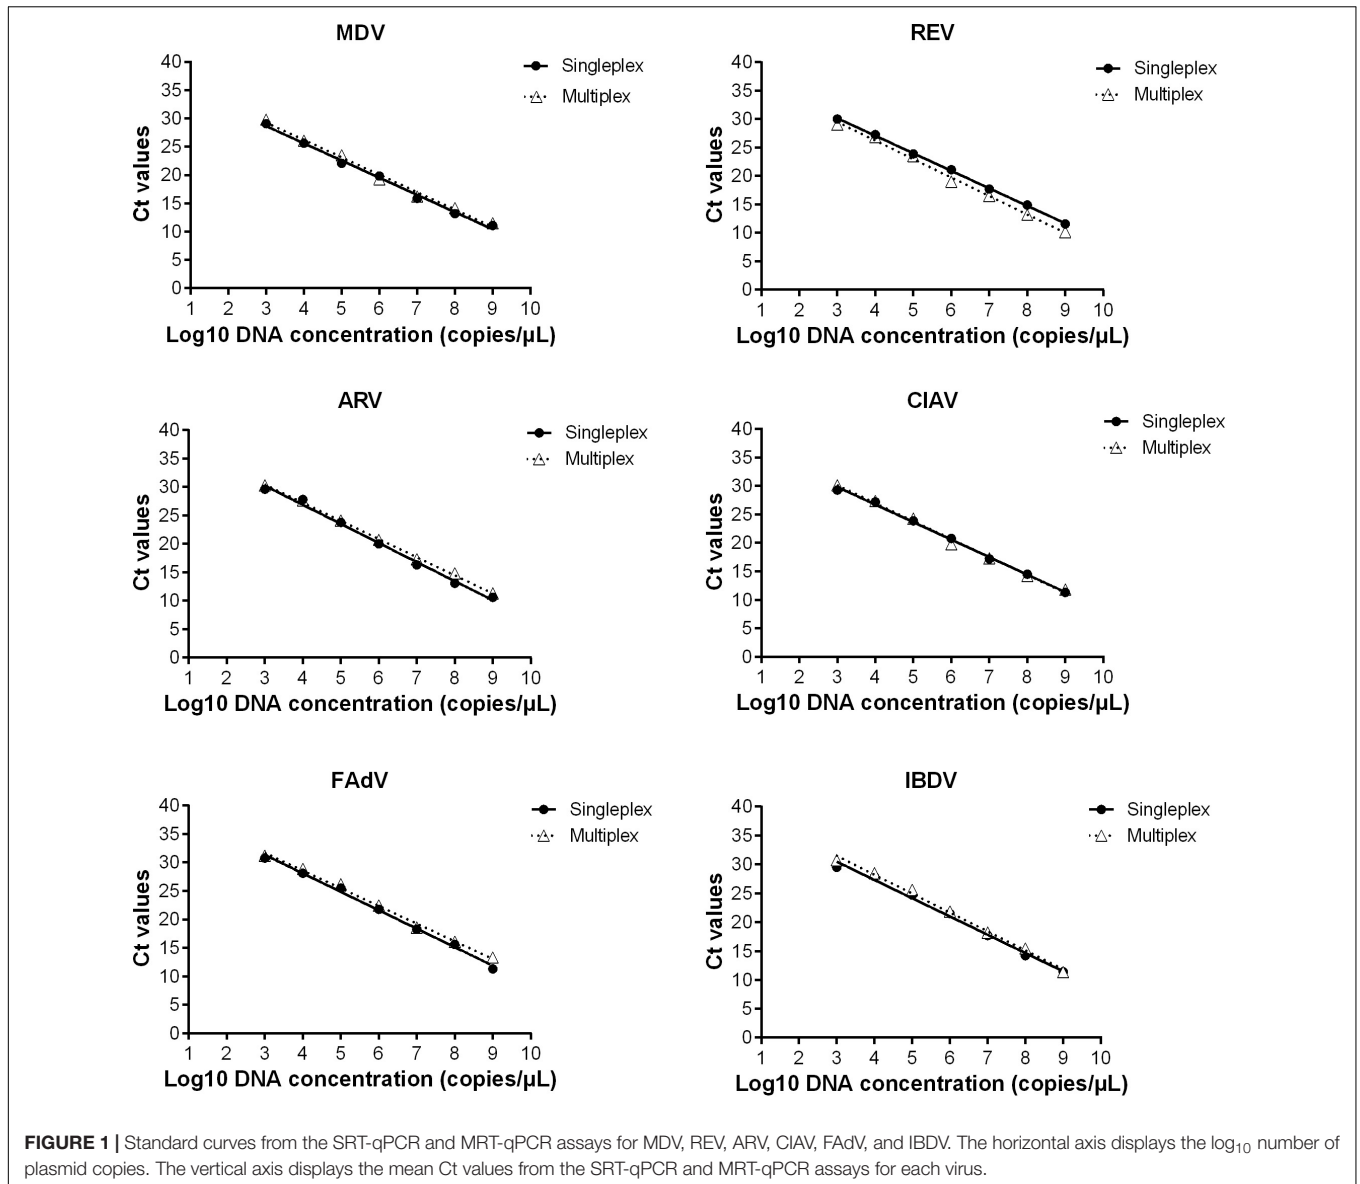 MDV
40
35
30
25
20
15
10
5
0
Ct values
1 2 3 4 5 6 7 8 9 10
Log10 DNA concentration (copies/µL)
Singleplex
Multiplex
REV
40
35
30
25
20
15
10
5
0
Ct values
1 2 3 4 5 6 7 8 9 10
Log10 DNA concentration (copies/µL)
Singleplex
Multiplex
ARV
40
35
30
25
20
15
10
5
0
Ct values
1 2 3 4 5 6 7 8 9 10
Log10 DNA concentration (copies/µL)
Singleplex
Multiplex
CIAV
40
35
30
25
20
15
10
5
0
Ct values
1 2 3 4 5 6 7 8 9 10
Log10 DNA concentration (copies/µL)
Singleplex
Multiplex
FAdV
40
35
30
25
20
15
10
5
0
Ct values
1 2 3 4 5 6 7 8 9 10
Log10 DNA concentration (copies/µL)
Singleplex
Multiplex
IBDV
40
35
30
25
20
15
10
5
0
Ct values
1 2 3 4 5 6 7 8 9 10
Log10 DNA concentration (copies/µL)
Singleplex
Multiplex
FIGURE 1 | Standard curves from the SRT-qPCR and MRT-qPCR assays for MDV, REV, ARV, CIAV, FAdV, and IBDV. The horizontal axis displays the log10 number of
plasmid copies. The vertical axis displays the mean Ct values from the SRT-qPCR and MRT-qPCR assays for each virus.